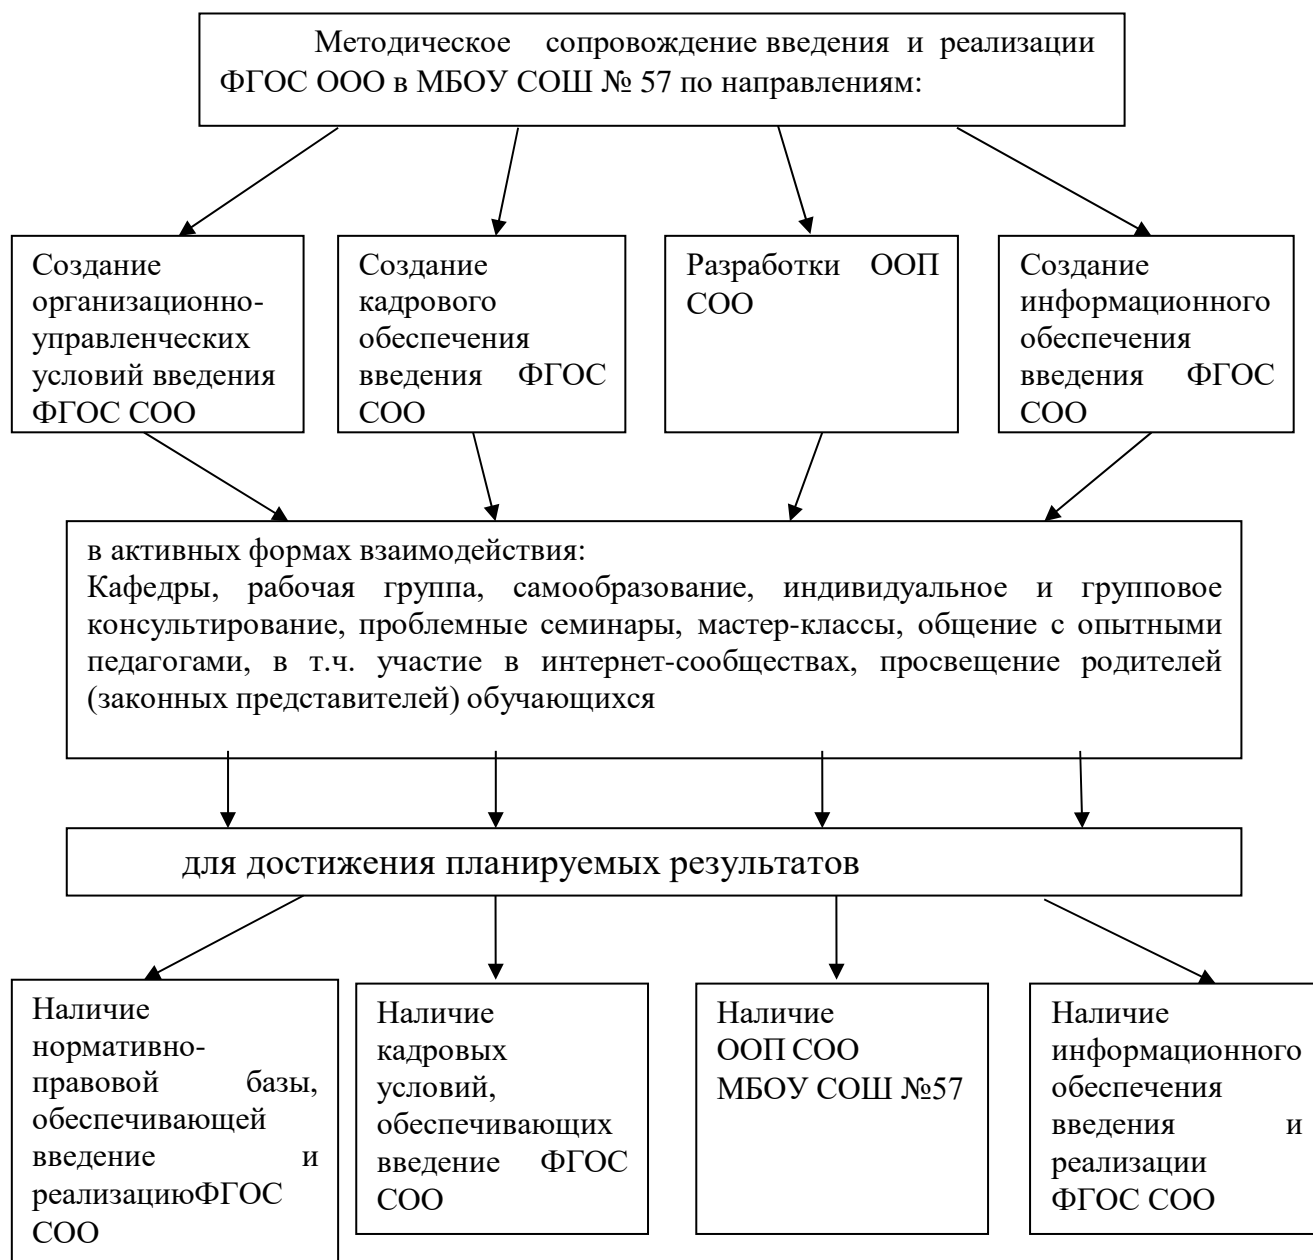 Методическое сопровождение введения и реализации
ФГОС ООО в МБОУ СОШ № 57 по направлениям:
Создание
организационно-
управленческих
условий введения
ФГОС СОО
Создание
кадрового
обеспечения
введения ФГОС
СОО
Разработки ООП
СОО
Создание
информационного
обеспечения
введения ФГОС
СОО
в активных формах взаимодействия:
Кафедры, рабочая группа, самообразование, индивидуальное и групповое
консультирование, проблемные семинары, мастер-классы, общение с опытными
педагогами, в т.ч. участие в интернет-сообществах, просвещение родителей
(законных представителей) обучающихся
для достижения планируемых результатов
Наличие
нормативно-
правовой базы,
обеспечивающей
введение и
реализациюФГОС
СОО
Наличие
кадровых
условий,
обеспечивающих
введение ФГОС
СОО
Наличие
ООП СОО
МБОУ СОШ №57
Наличие
информационного
обеспечения
введения и
реализации
ФГОС СОО